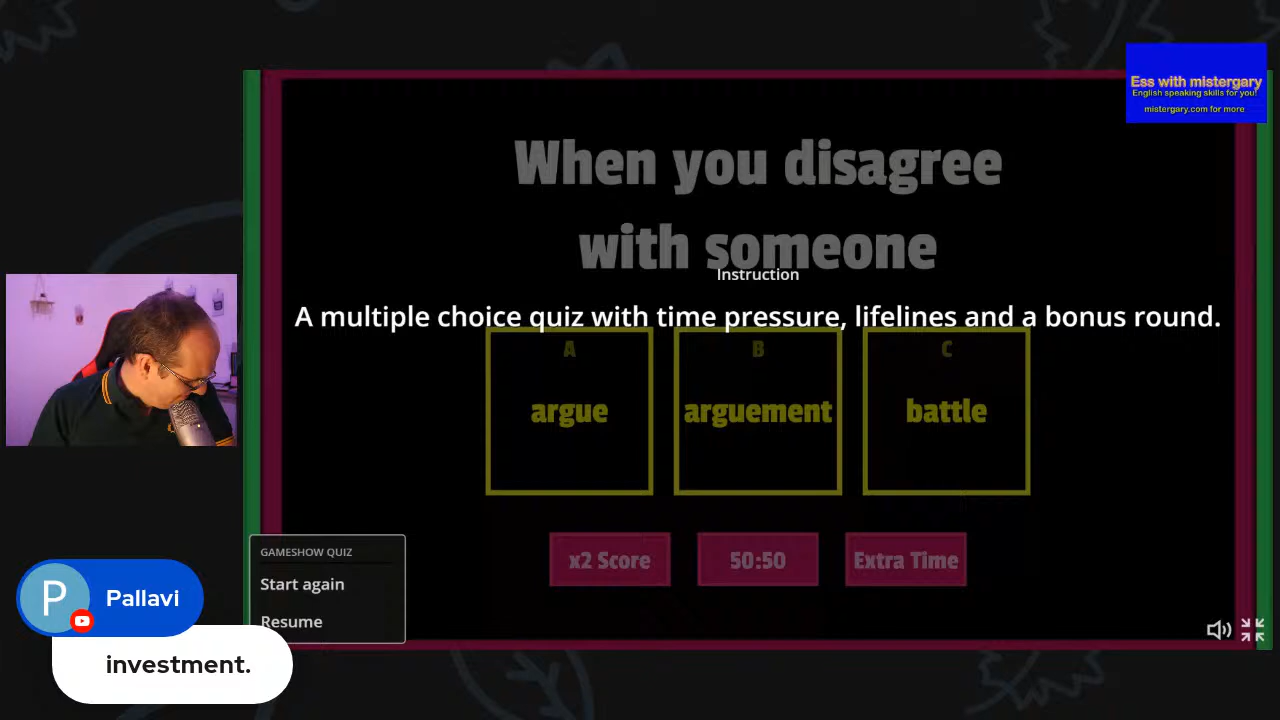 Ess with mistergary
English speaking skills for you!
mistergary.com for more
When you disagree
with someone
Instruction
A multiple choice quiz with time pressure, lifelines and a bonus round.
A
argue
B
arguement
C
battle
x2 Score
50:50
Extra Time
GAMESHOW QUIZ
Start again
Resume
P
Pallavi
investment.